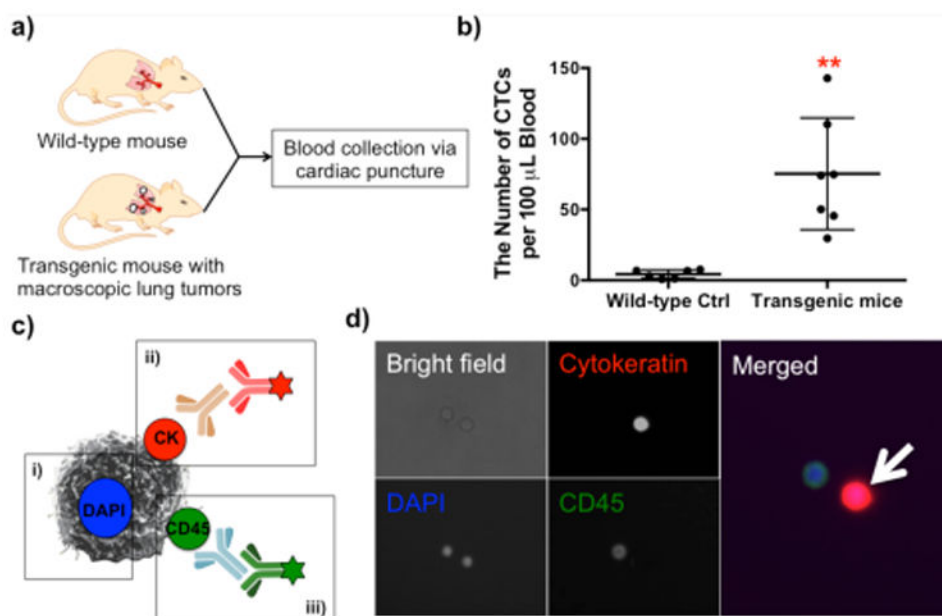 a)
Wild-type mouse
Transgenic mouse with
macroscopic lung tumors
Blood collection via
cardiac puncture
b)
The Number of CTCs
per 100 μL Blood
150
100
50
0
**
Wild-type Ctrl
Transgenic mice
c)
i)
DAPI
ii)
CK
CD45
iii)
d)
Bright field
Cytokeratin
Merged
DAPI
CD45